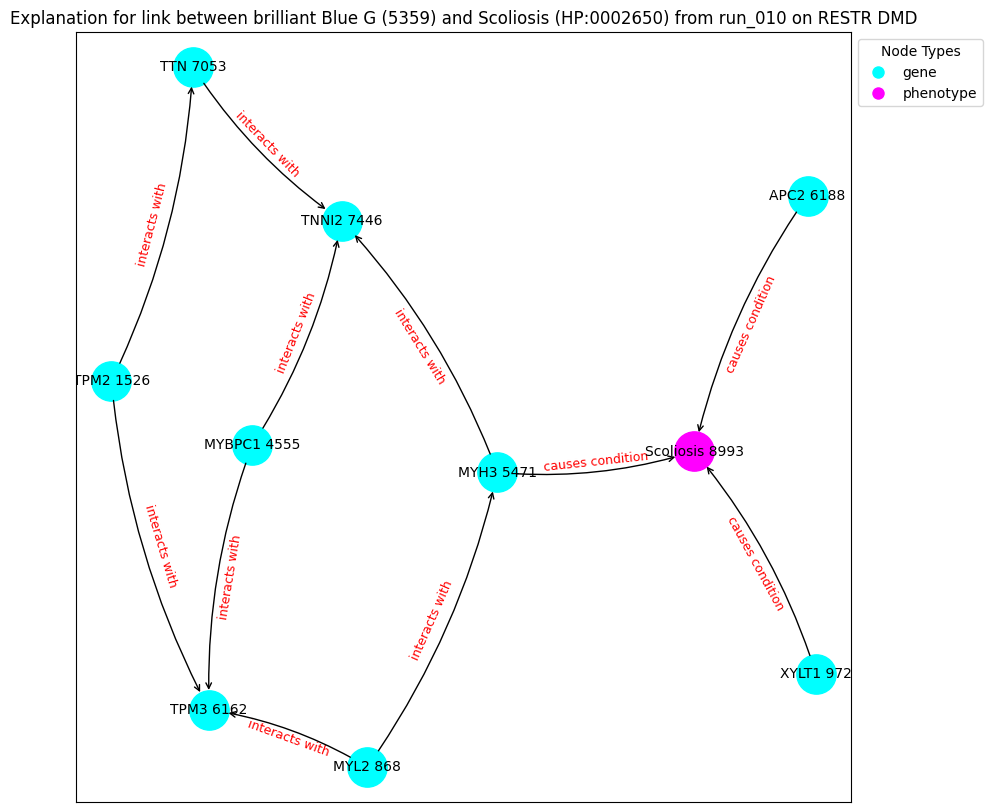 Explanation for link between brilliant Blue G (5359) and Scoliosis (HP:0002650) from run_010 on RESTR DMD
Node Types
gene
phenotype
TTN 7053
interacts with
APC2 6188
TNNI2 7446
interacts with
interacts with
interacts with
causes condition
TPM2 1526
MYBPC1 4555
Scoliosis 8993
causes condition
MYH3 5471
interacts with
interacts with
causes condition
interacts with
XYLT1 972
TPM3 6162
interacts with
MYL2 868